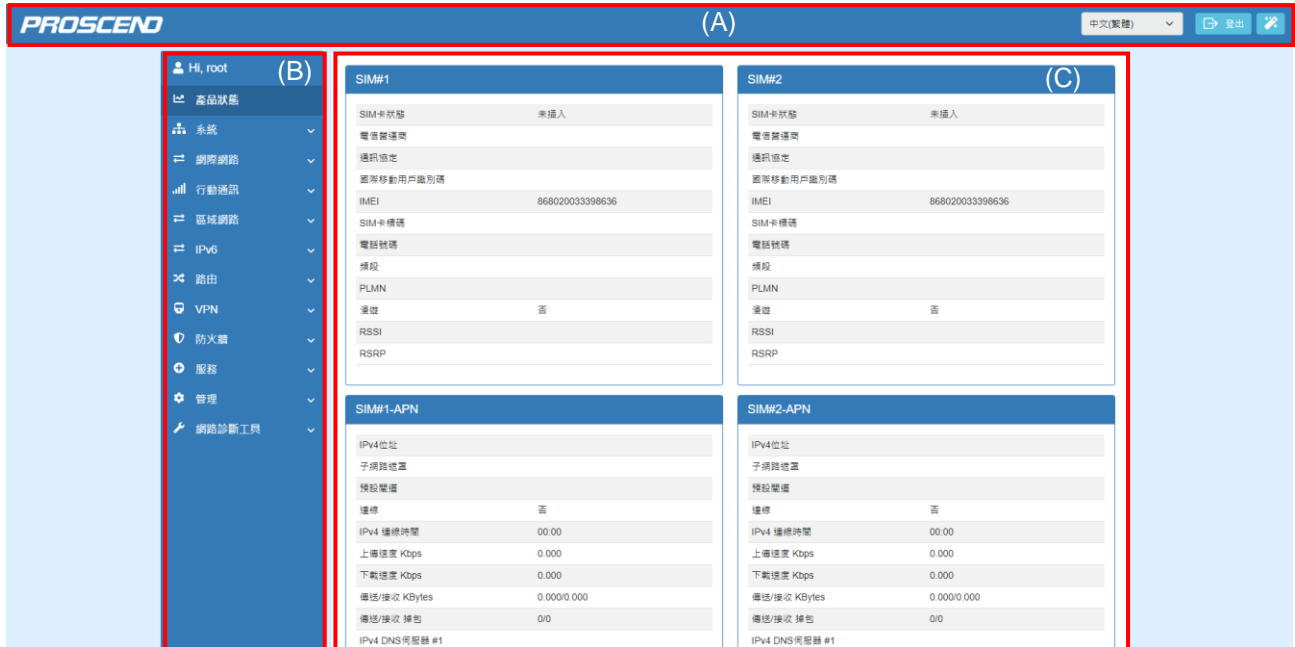 PROSCEND
(A)
中文(繁體)
登出
Hi, root
(B)
產品狀態
系統
網際網路
行動通訊
區域網路
IPv6
路由
VPN
防火牆
服務
管理
網路診斷工具
(C)
SIM#1
SIM卡狀態 未插入
電信營運商
通訊協定
國際移動用戶識別碼
IMEI 868020033398636
SIM卡條碼
電話號碼
頻段
PLMN
漫遊 否
RSSI
RSRP
SIM#2
SIM卡狀態 未插入
電信營運商
通訊協定
國際移動用戶識別碼
IMEI 868020033398636
SIM卡條碼
電話號碼
頻段
PLMN
漫遊 否
RSSI
RSRP
SIM#1-APN
IPv4位址
子網路遮罩
預設閘道
連線 否
IPv4 連線時間 00:00
上傳速度 Kbps 0.000
下載速度 Kbps 0.000
傳送/接收 KBytes 0.000/0.000
傳送/接收 掉包 0/0
IPv4 DNS伺服器 #1
SIM#2-APN
IPv4位址
子網路遮罩
預設閘道
連線 否
IPv4 連線時間 00:00
上傳速度 Kbps 0.000
下載速度 Kbps 0.000
傳送/接收 KBytes 0.000/0.000
傳送/接收 掉包 0/0
IPv4 DNS伺服器 #1